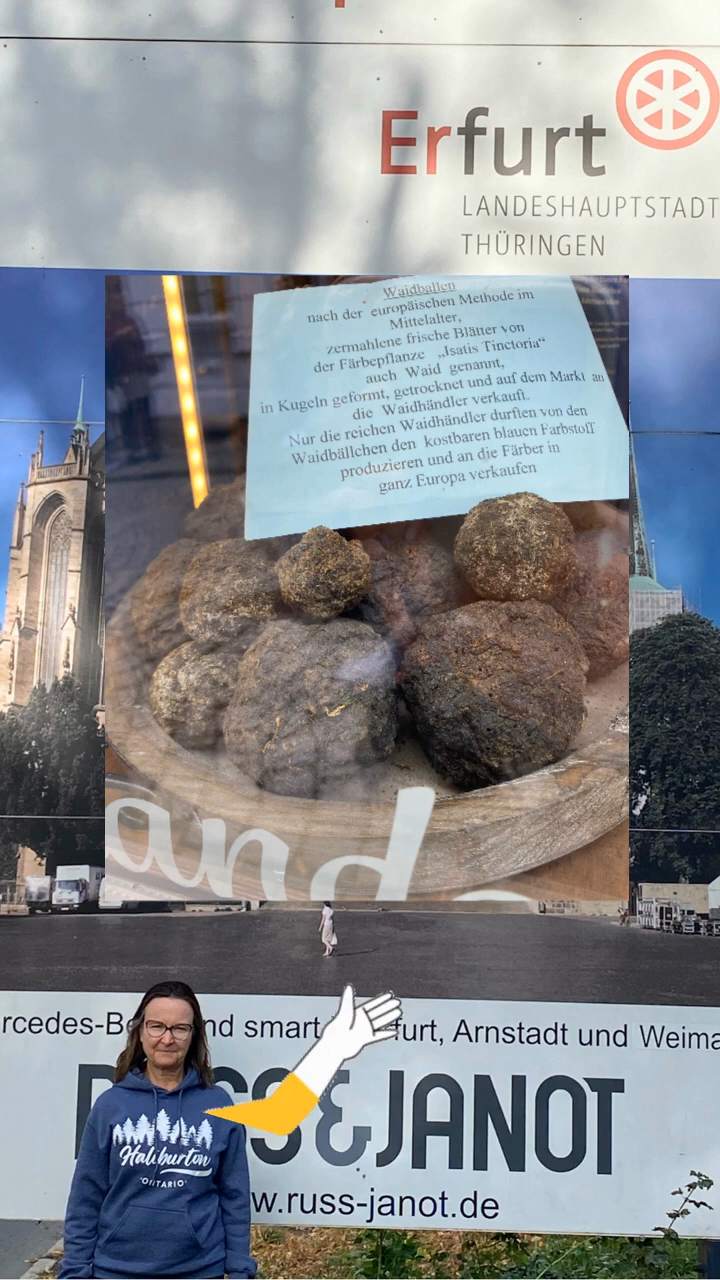 Erfurt
LANDESHAUPTSTADT
THÜRINGEN
Waidballen
nach der europäischen Methode im
Mittelalter,
zermahlene frische Blätter von
der Färbepflanze „Isatis Tinctoria“
auch Waid genannt,
in Kugeln geformt, getrocknet und auf dem Markt an
die Waidhändler verkauft.
Nur die reichen Waidhändler durften von den
Waidbällchen den kostbaren blauen Farbstoff
produzieren und an die Färber in
ganz Europa verkaufen
and
rcedes-B nd smart furt, Arnstadt und Weima
& JANOT
w.russ-janot.de
Haliburton
ONTARIO